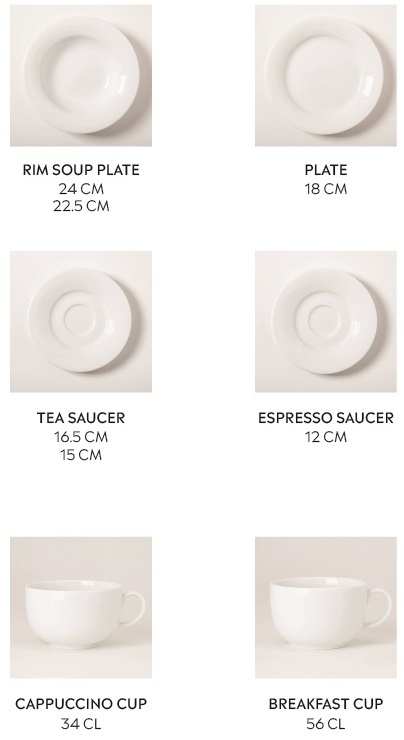 RIM SOUP PLATE
24 CM
22.5 CM
PLATE
18 CM
TEA SAUCER
16.5 CM
15 CM
ESPRESSO SAUCER
12 CM
CAPPUCCINO CUP
34 CL
BREAKFAST CUP
56 CL